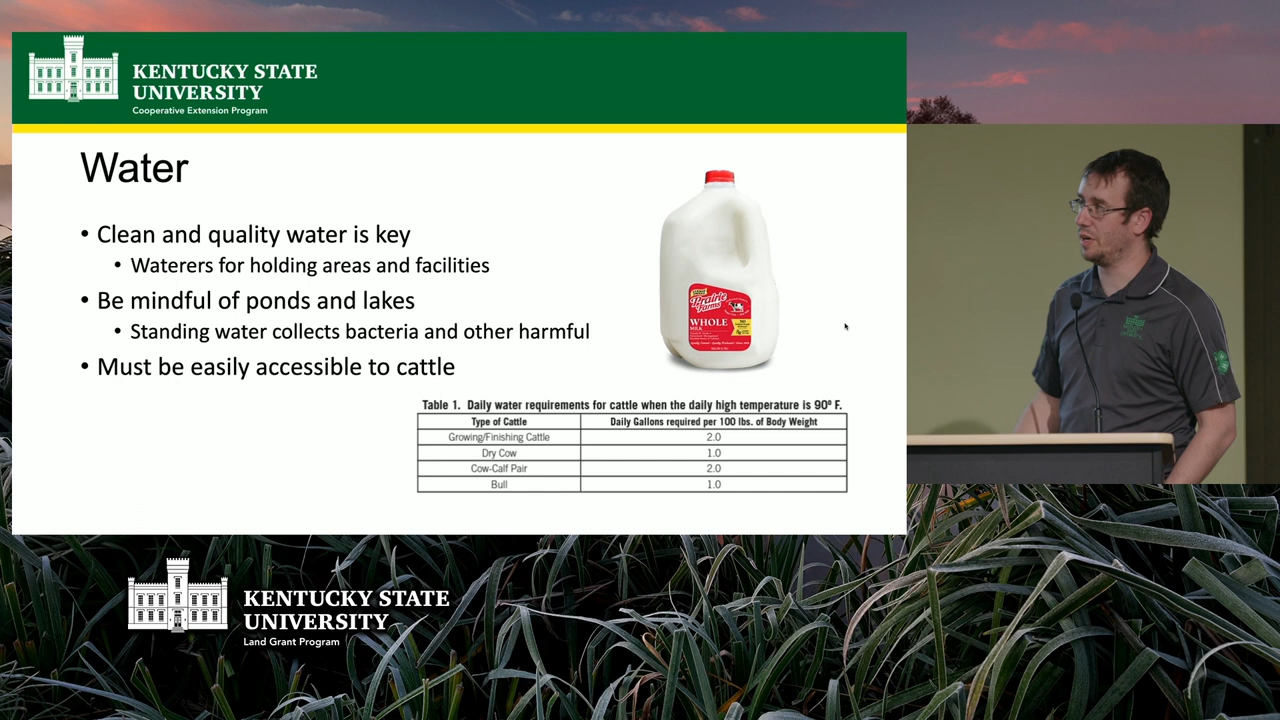 KENTUCKY STATE
UNIVERSITY
Cooperative Extension Program
Water
• Clean and quality water is key
• Waterers for holding areas and facilities
• Be mindful of ponds and lakes
• Standing water collects bacteria and other harmful
• Must be easily accessible to cattle
Prairie
Farms
WHOLE
MILK
Table 1. Daily water requirements for cattle when the daily high temperature is 90º F.
Type of Cattle Daily Gallons required per 100 lbs. of Body Weight
Growing/Finishing Cattle 2.0
Dry Cow 1.0
Cow-Calf Pair 2.0
Bull 1.0
KENTUCKY STATE
UNIVERSITY
Land Grant Program